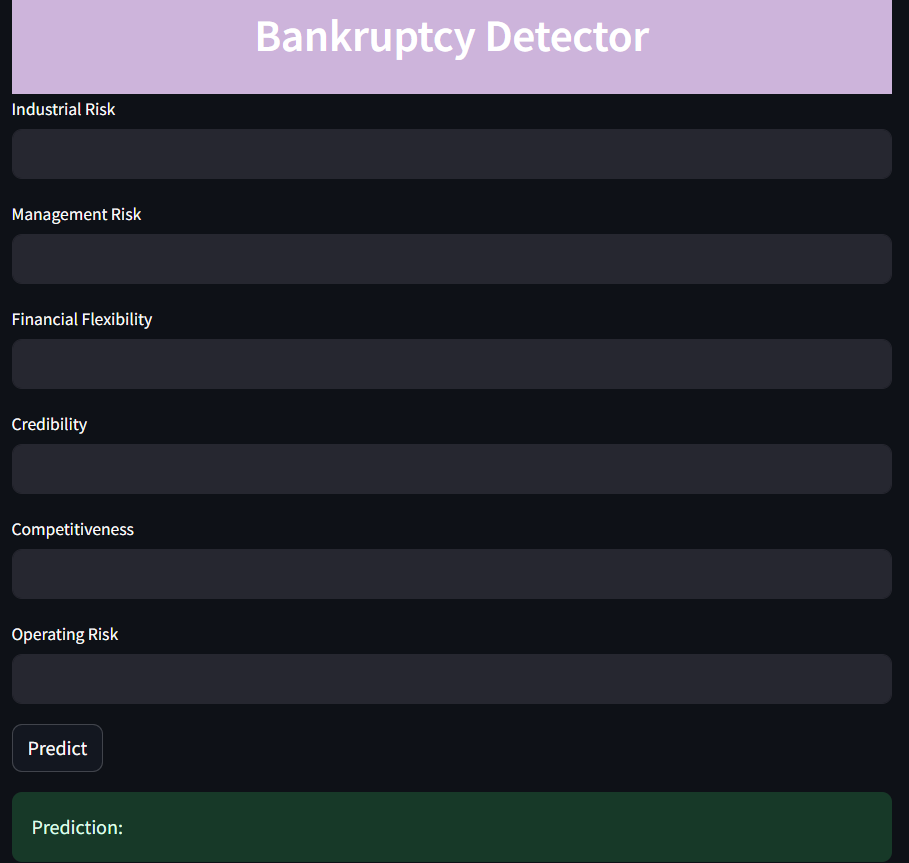 Bankruptcy Detector
Industrial Risk
Management Risk
Financial Flexibility
Credibility
Competitiveness
Operating Risk
Predict
Prediction: